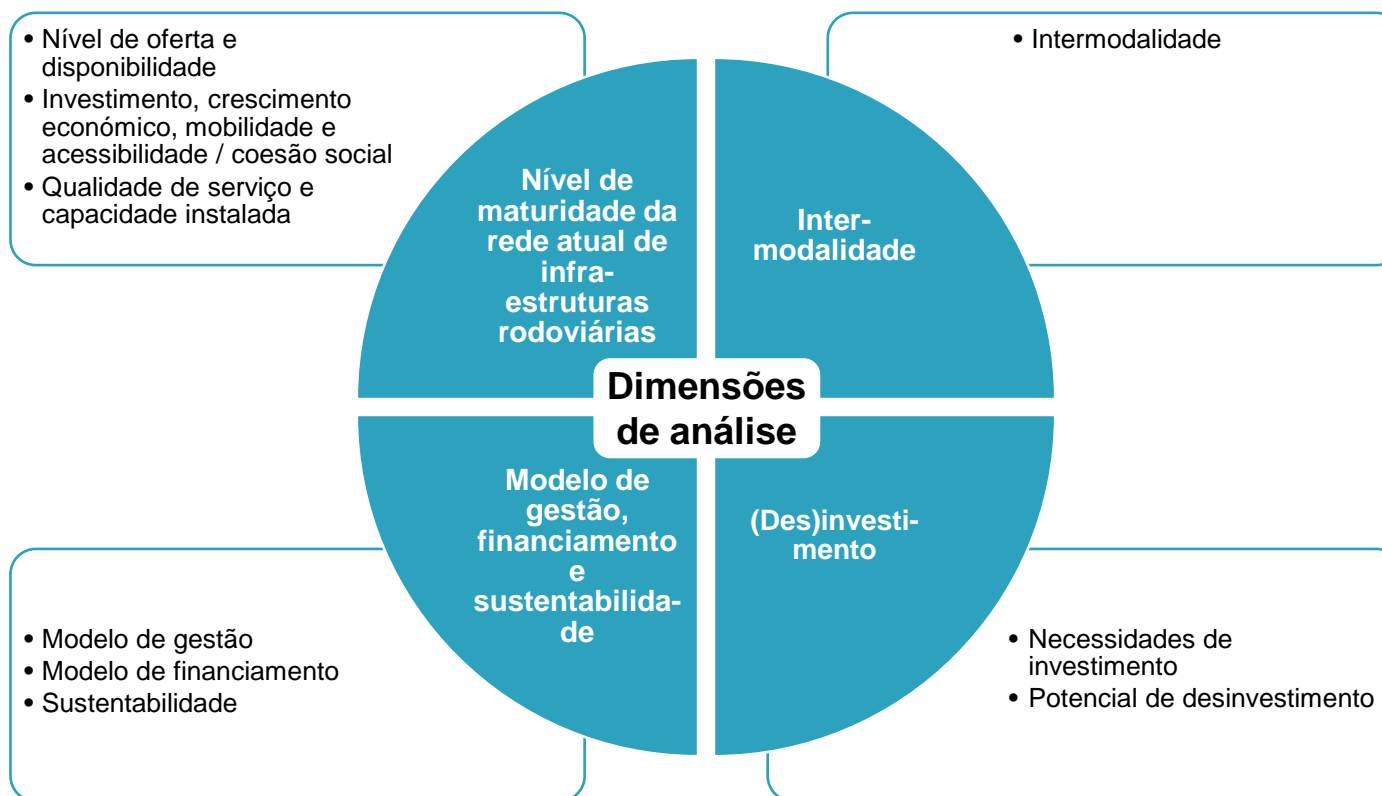 • Nível de oferta e
disponibilidade
• Investimento, crescimento
económico, mobilidade e
acessibilidade / coesão social
• Qualidade de serviço e
capacidade instalada
• Intermodalidade
Nível de
maturidade da
rede atual de
infra-
estruturas
rodoviárias
Inter-
modalidade
Dimensões
de análise
Modelo de
gestão,
financiamento
e
sustentabilida-
de
(Des)investi-
mento
• Modelo de gestão
• Modelo de financiamento
• Sustentabilidade
• Necessidades de
investimento
• Potencial de desinvestimento